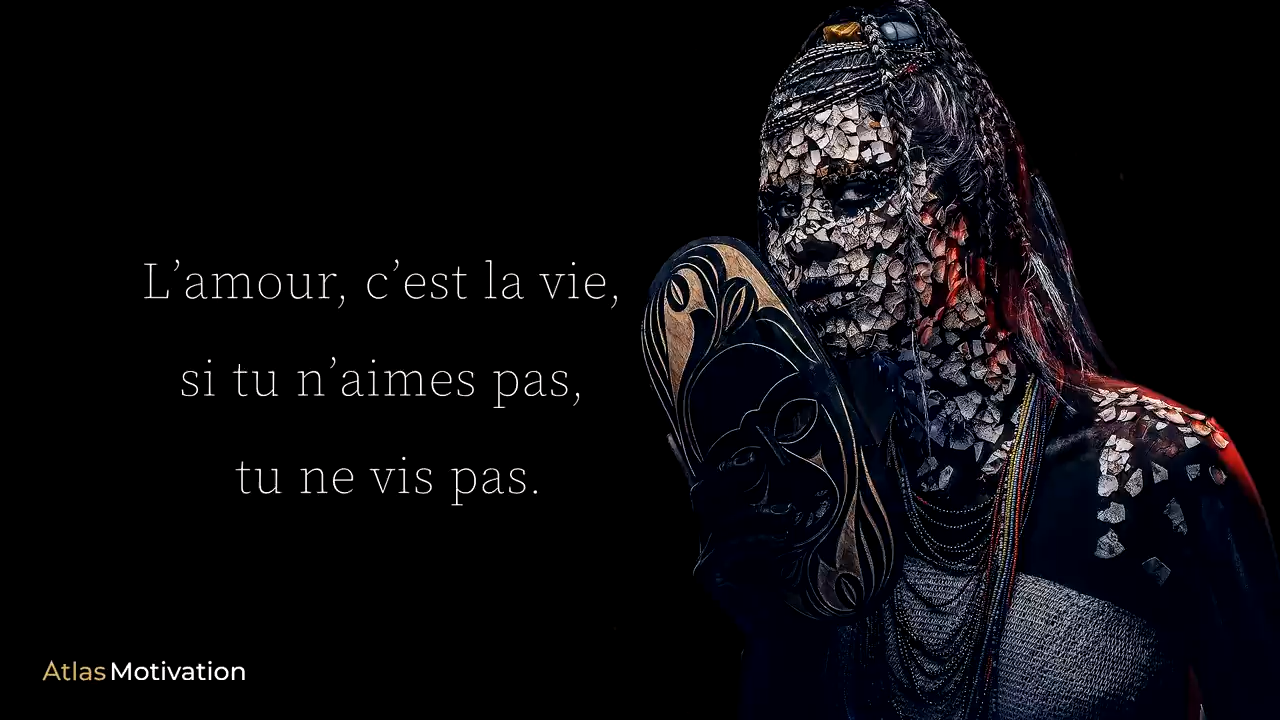 L’amour, c’est la vie,
si tu n’aimes pas,
tu ne vis pas.
Atlas Motivation